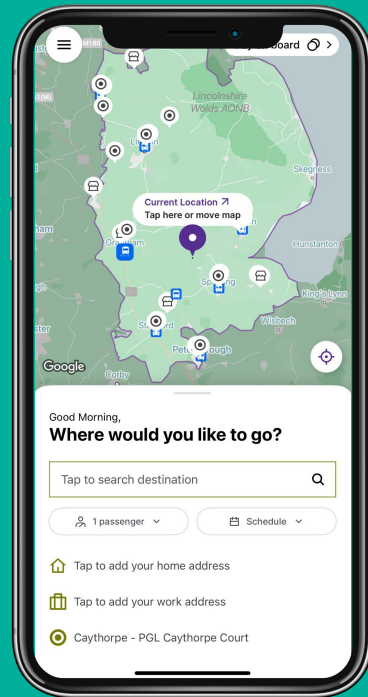 M180
board
Lincolnshire
Wolds AONB
Skegness
Current Location
Tap here or move map
Hunstanton
King's Lynn
Wisbech
Google
Corby
Good Morning,
Where would you like to go?
Tap to search destination
1 passenger
Schedule
Tap to add your home address
Tap to add your work address
Caythorpe - PGL Caythorpe Court